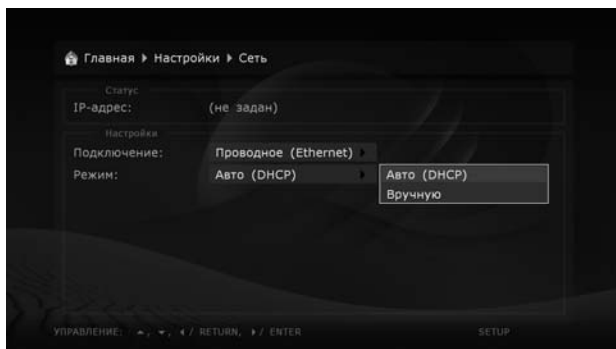 Главная ▸ Настройки ▸ Сеть
Статус
IP-адрес: (не задан)
Настройки
Подключение: Проводное (Ethernet)
Режим: Авто (DHCP)
Авто (DHCP)
Вручную
УПРАВЛЕНИЕ: ▲, ▼, ◂/ RETURN, ▸/ ENTER SETUP